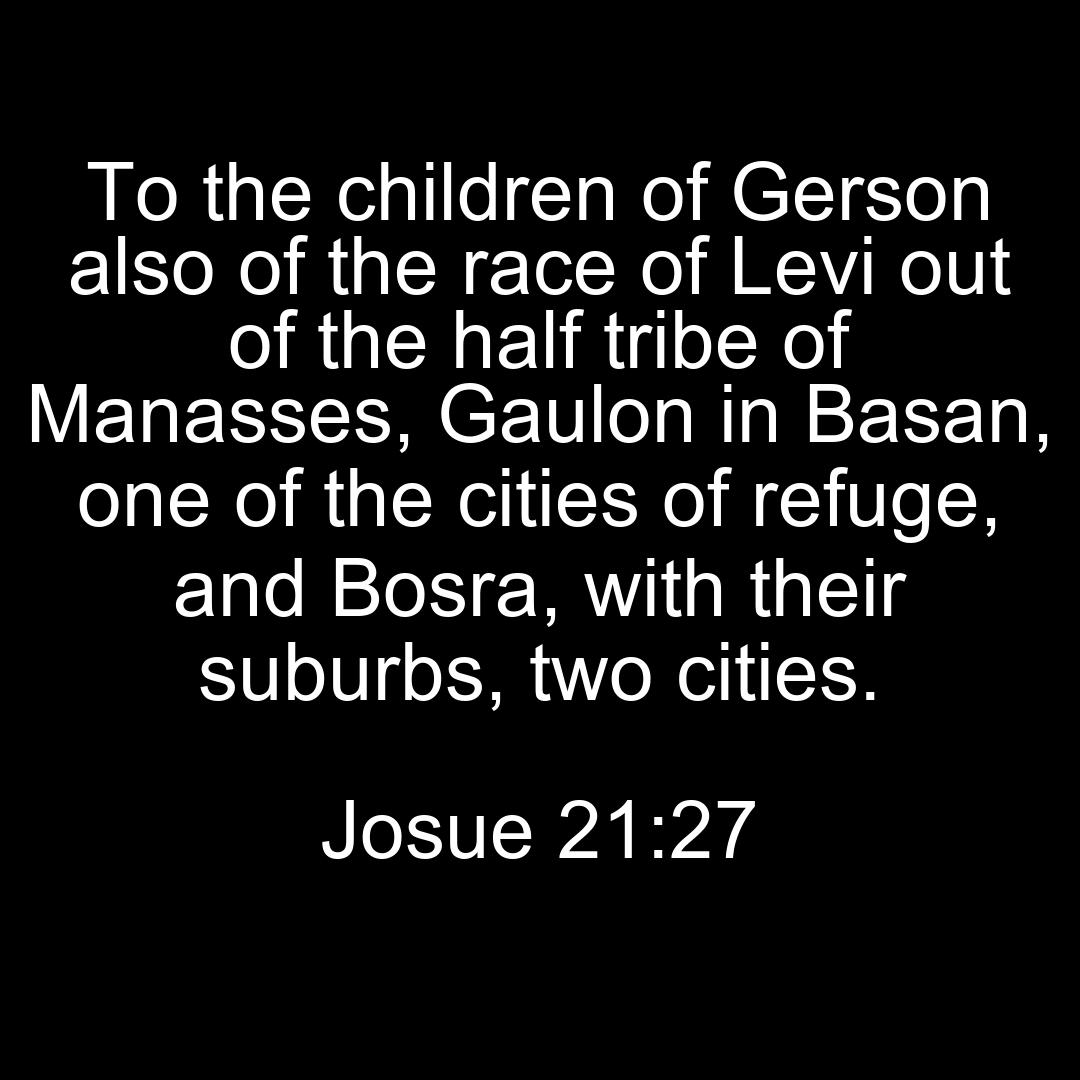 To the children of Gerson
also of the race of Levi out
of the half tribe of
Manasses, Gaulon in Basan,
one of the cities of refuge,
and Bosra, with their
suburbs, two cities.
Josue 21:27